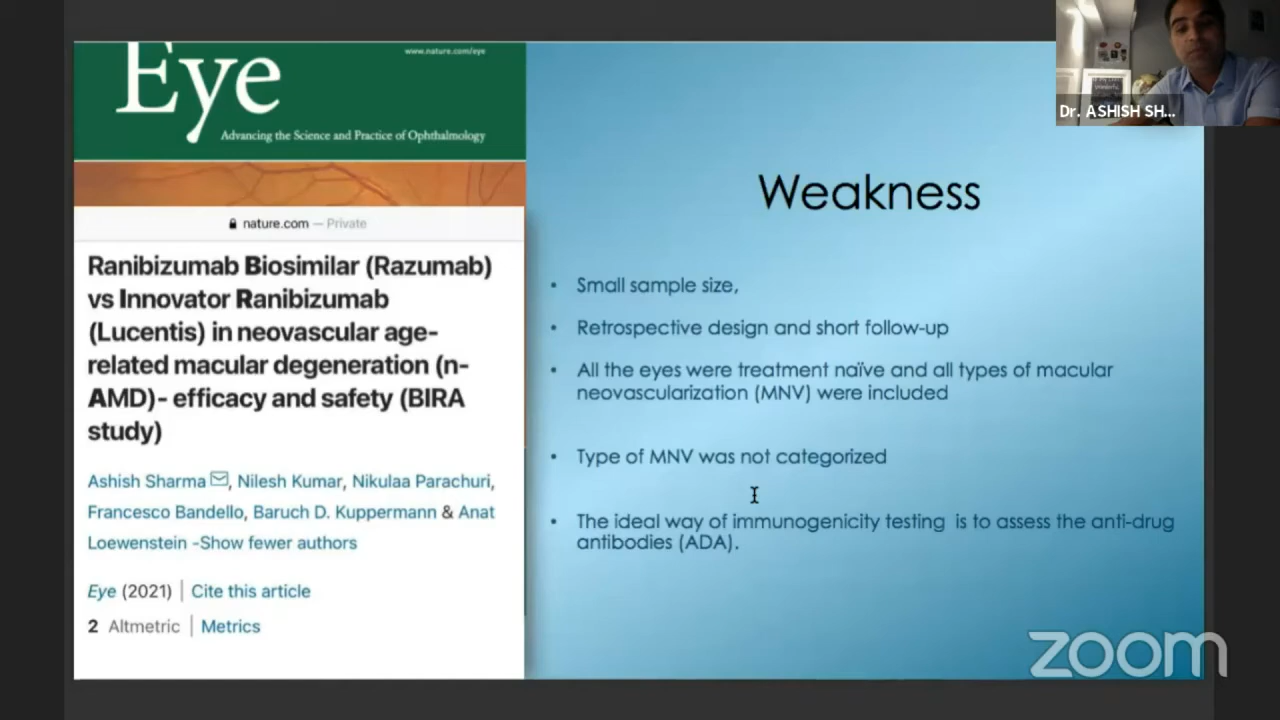 www.nature.com/eye
Eye
Advancing the Science and Practice of Ophthalmology
nature.com — Private
Ranibizumab Biosimilar (Razumab)
vs Innovator Ranibizumab
(Lucentis) in neovascular age-
related macular degeneration (n-
AMD)- efficacy and safety (BIRA
study)
Ashish Sharma, Nilesh Kumar, Nikulaa Parachuri,
Francesco Bandello, Baruch D. Kuppermann & Anat
Loewenstein -Show fewer authors
Eye (2021) | Cite this article
2 Altmetric | Metrics
Weakness
• Small sample size,
• Retrospective design and short follow-up
• All the eyes were treatment naïve and all types of macular
neovascularization (MNV) were included
• Type of MNV was not categorized
• The ideal way of immunogenicity testing is to assess the anti-drug
antibodies (ADA).
Dr. ASHISH SH...
zoom